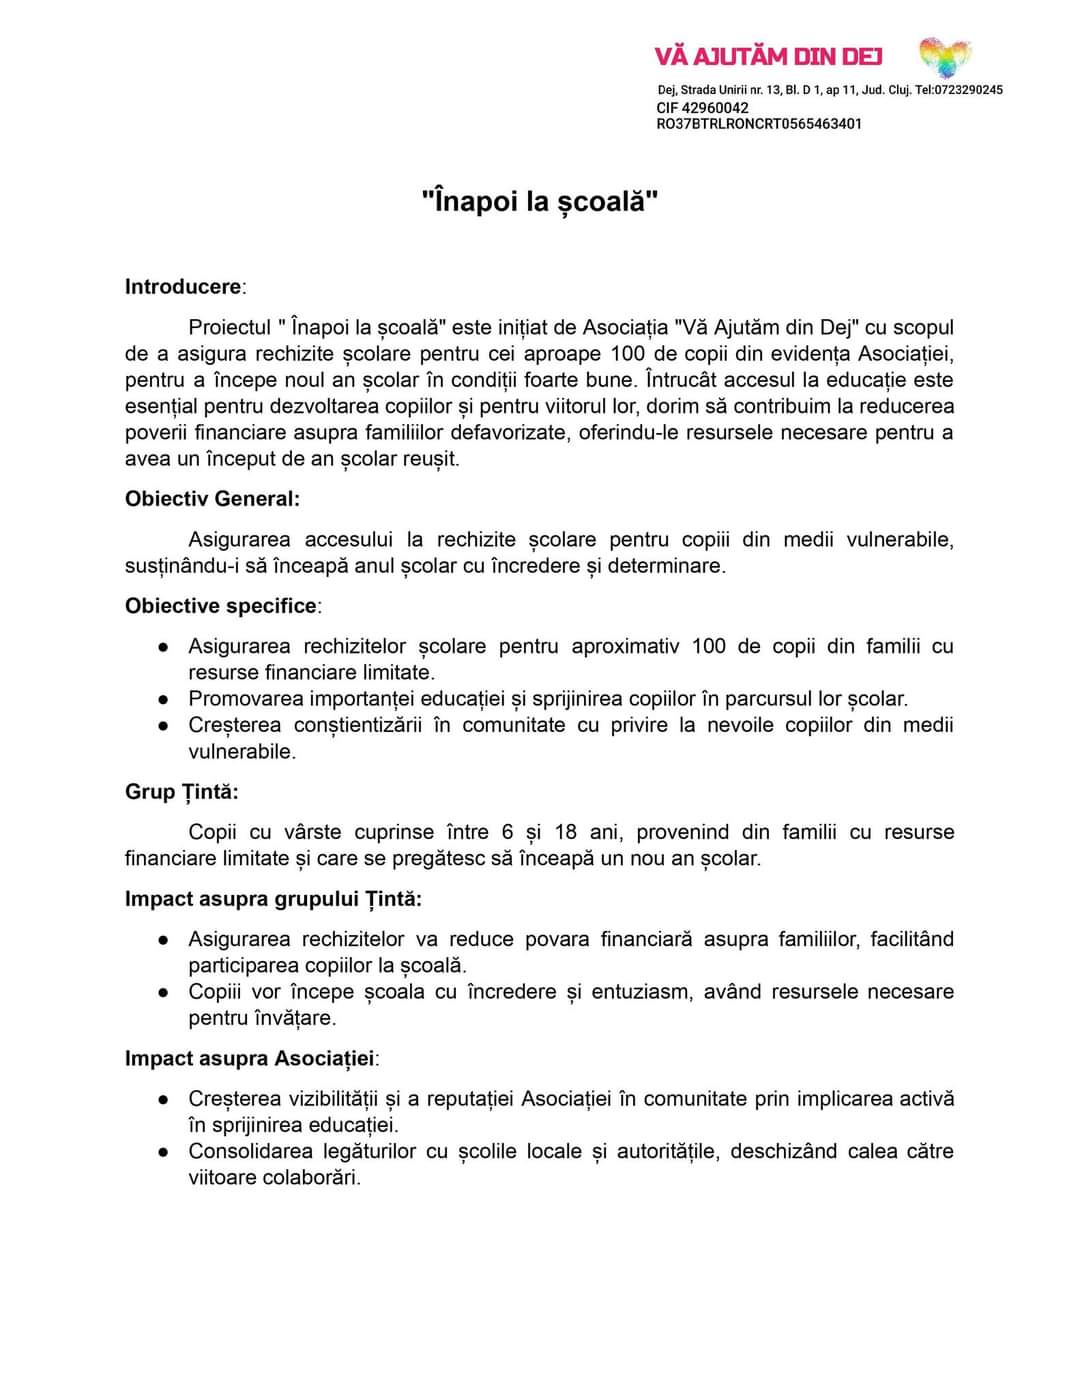 VĂ AJUTĂM DIN DEJ
Dej, Strada Unirii nr. 13, Bl. D 1, ap 11, Jud. Cluj. Tel:0723290245
CIF 42960042
RO37BTRLRONCRT0565463401
"Înapoi la școală"
Introducere:
Proiectul " Înapoi la școală" este inițiat de Asociația "Vă Ajutăm din Dej" cu scopul
de a asigura rechizite școlare pentru cei aproape 100 de copii din evidența Asociației,
pentru a începe noul an școlar în condiții foarte bune. Întrucât accesul la educație este
esențial pentru dezvoltarea copiilor și pentru viitorul lor, dorim să contribuim la reducerea
poverii financiare asupra familiilor defavorizate, oferindu-le resursele necesare pentru a
avea un început de an școlar reușit.
Obiectiv General:
Asigurarea accesului la rechizite școlare pentru copiii din medii vulnerabile,
susținându-i să înceapă anul școlar cu încredere și determinare.
Obiective specifice:
● Asigurarea rechizitelor școlare pentru aproximativ 100 de copii din familii cu
resurse financiare limitate.
● Promovarea importanței educației și sprijinirea copiilor în parcursul lor școlar.
● Creșterea conștientizării în comunitate cu privire la nevoile copiilor din medii
vulnerabile.
Grup Țintă:
Copii cu vârste cuprinse între 6 și 18 ani, provenind din familii cu resurse
financiare limitate și care se pregătesc să înceapă un nou an școlar.
Impact asupra grupului Țintă:
● Asigurarea rechizitelor va reduce povara financiară asupra familiilor, facilitând
participarea copiilor la școală.
● Copiii vor începe școala cu încredere și entuziasm, având resursele necesare
pentru învățare.
Impact asupra Asociației:
● Creșterea vizibilității și a reputației Asociației în comunitate prin implicarea activă
în sprijinirea educației.
● Consolidarea legăturilor cu școlile locale și autoritățile, deschizând calea către
viitoare colaborări.